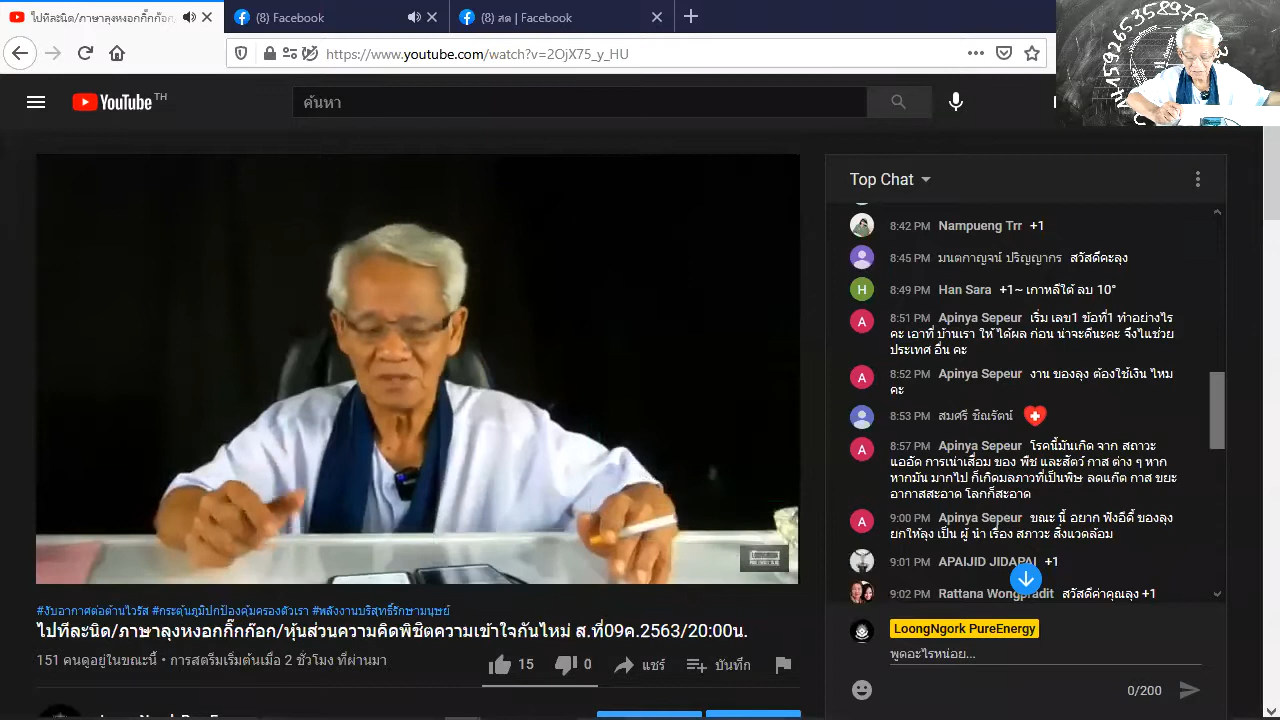 ไปทีละนิด/ภาษาลุงหงอกกิ๊กก๊อก
(8) Facebook
(8) สด | Facebook
https://www.youtube.com/watch?v=2OjX75_y_HU
YouTube TH
ค้นหา
Top Chat
8:42 PM Nampueng Trr +1
8:45 PM มนตกาญจน์ ปริญญากร สวัสดีคะลุง
8:49 PM Han Sara +1~ เกาหลีใต้ ลบ 10°
8:51 PM Apinya Sepeur เริ่ม เลข1 ข้อที่1 ทำอย่างไร
คะ เอาที่ บ้านเรา ให้ ได้ผล ก่อน น่าจะดีนะคะ จึงไแช่วย
ประเทศ อื่น คะ
8:52 PM Apinya Sepeur งาน ของลุง ต้องใช้เงิน ไหม
คะ
8:53 PM สมศรี ชิณรัตน์
8:57 PM Apinya Sepeur โรคนี้มันเกิด จาก สถาวะ
แออัด การเน่าเสื่อม ของ พืช และสัตว์ กาส ต่าง ๆ หาก
หากมัน มากไป ก็เกิดมลภาวที่เป็นพิษ ลดแก๊ต กาส ขยะ
อากาสสะอาด โลกก็สะอาด
9:00 PM Apinya Sepeur ขณะ นี้ อยาก ฟังอีดี้ ของลุง
ยกให้ลุง เป็น ผู้ นำ เรื่อง สภาวะ สิ่งแวดล้อม
9:01 PM APAIJID JIDAPAI +1
9:02 PM Rattana Wongpradit สวัสดีค่าคุณลุง +1
LoongNgork PureEnergy
พูดอะไรหน่อย...
0/200
#งับอากาศต่อต้านไวรัส #กระตุ้นภูมิปกป้องคุ้มครองตัวเรา #พลังงานบริสุทธิ์รักษามนุษย์
ไปทีละนิด/ภาษาลุงหงอกกิ๊กก๊อก/หุ้นส่วนความคิดพิชิตความเข้าใจกันไหม่ ส.ที่09ค.2563/20:00น.
151 คนดูอยู่ในขณะนี้ • การสตรีมเริ่มต้นเมื่อ 2 ชั่วโมง ที่ผ่านมา
15 0 แชร์ บันทึก